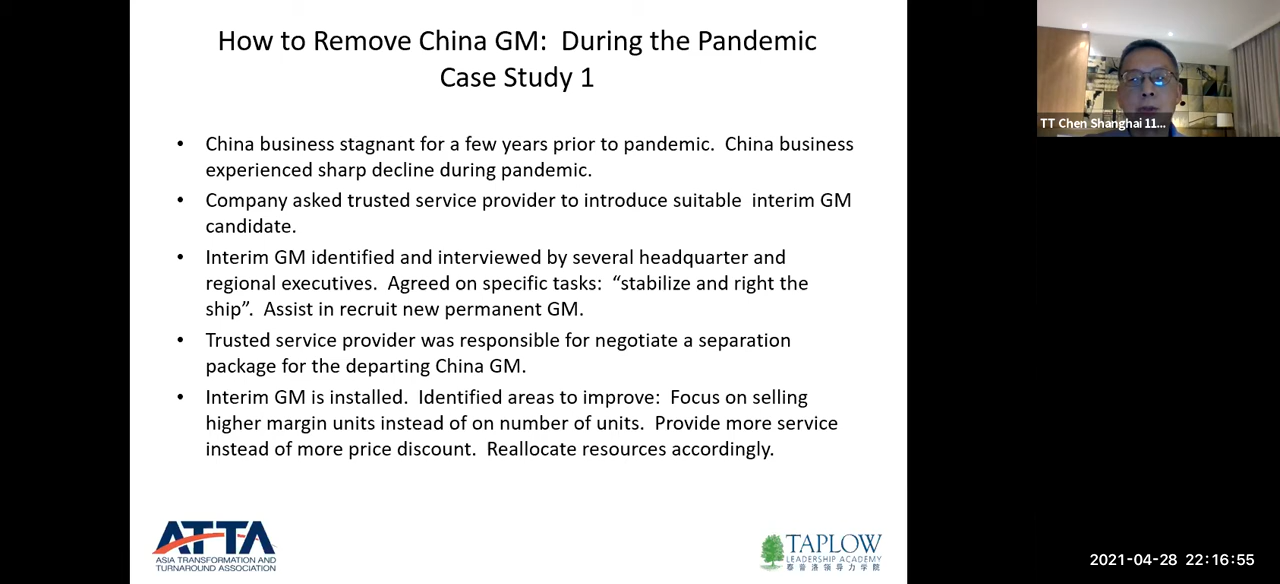 How to Remove China GM:  During the Pandemic
Case Study 1
• China business stagnant for a few years prior to pandemic.  China business
experienced sharp decline during pandemic.
• Company asked trusted service provider to introduce suitable  interim GM
candidate.
• Interim GM identified and interviewed by several headquarter and
regional executives.  Agreed on specific tasks:  “stabilize and right the
ship”.  Assist in recruit new permanent GM.
• Trusted service provider was responsible for negotiate a separation
package for the departing China GM.
• Interim GM is installed.  Identified areas to improve:  Focus on selling
higher margin units instead of on number of units.  Provide more service
instead of more price discount.  Reallocate resources accordingly.
ATTA
ASIA TRANSFORMATION AND
TURNAROUND ASSOCIATION
TAPLOW
LEADERSHIP ACADEMY
泰普洛领导力学院
TT Chen Shanghai 11...
2021-04-28 22:16:55